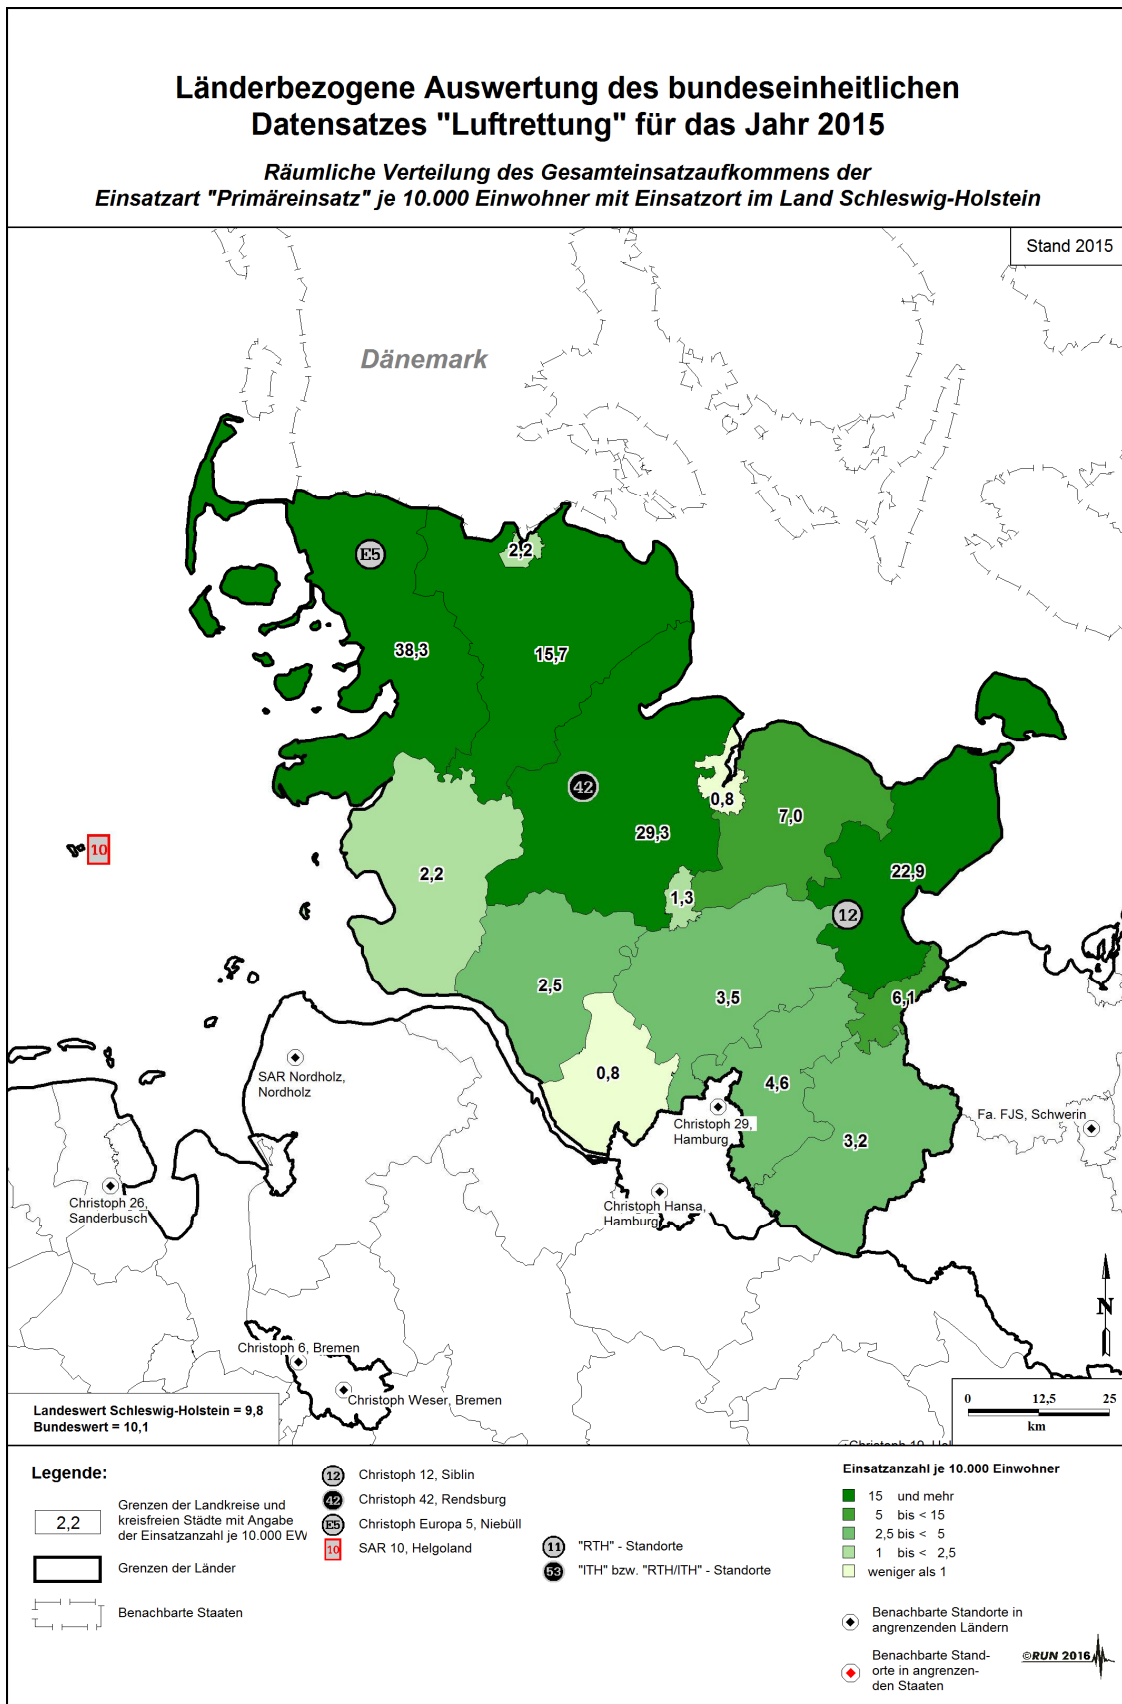 Länderbezogene Auswertung des bundeseinheitlichen
Datensatzes "Luftrettung" für das Jahr 2015
Räumliche Verteilung des Gesamteinsatzaufkommens der
Einsatzart "Primäreinsatz" je 10.000 Einwohner mit Einsatzort im Land Schleswig-Holstein
Stand 2015
Dänemark
2,2
E5
38,3
15,7
42
0,8
7,0
29,3
10
2,2
22,9
1,3
12
2,5
3,5
6,1
SAR Nordholz,
Nordholz
0,8
4,6
Christoph 29,
Hamburg
Fa. FJS, Schwerin
3,2
Christoph 26,
Sanderbusch
Christoph Hansa,
Hamburg
N
Christoph 6, Bremen
Christoph Weser, Bremen
Landeswert Schleswig-Holstein = 9,8
Bundeswert = 10,1
0 12,5 25
km
Legende:
2,2
Grenzen der Landkreise und
kreisfreien Städte mit Angabe
der Einsatzanzahl je 10.000 EW
Grenzen der Länder
Benachbarte Staaten
12 Christoph 12, Siblin
42 Christoph 42, Rendsburg
E5 Christoph Europa 5, Niebüll
10 SAR 10, Helgoland
11 "RTH" - Standorte
53 "ITH" bzw. "RTH/ITH" - Standorte
Einsatzanzahl je 10.000 Einwohner
15 und mehr
5 bis < 15
2,5 bis < 5
1 bis < 2,5
weniger als 1
Benachbarte Standorte in
angrenzenden Ländern
Benachbarte Stand-
orte in angrenzen-
den Staaten
©RUN 2016